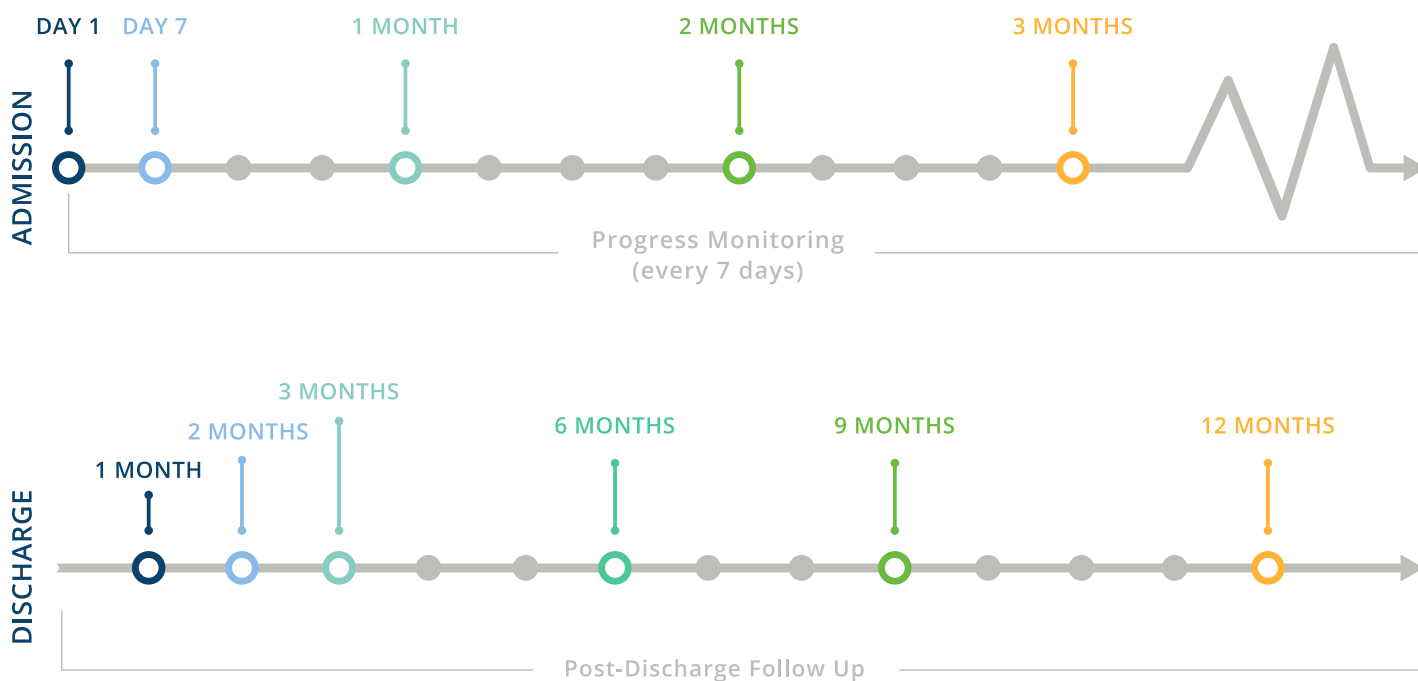 DAY 1
DAY 7
1 MONTH
2 MONTHS
3 MONTHS
ADMISSION
Progress Monitoring
(every 7 days)
3 MONTHS
2 MONTHS
1 MONTH
6 MONTHS
9 MONTHS
12 MONTHS
DISCHARGE
Post-Discharge Follow Up